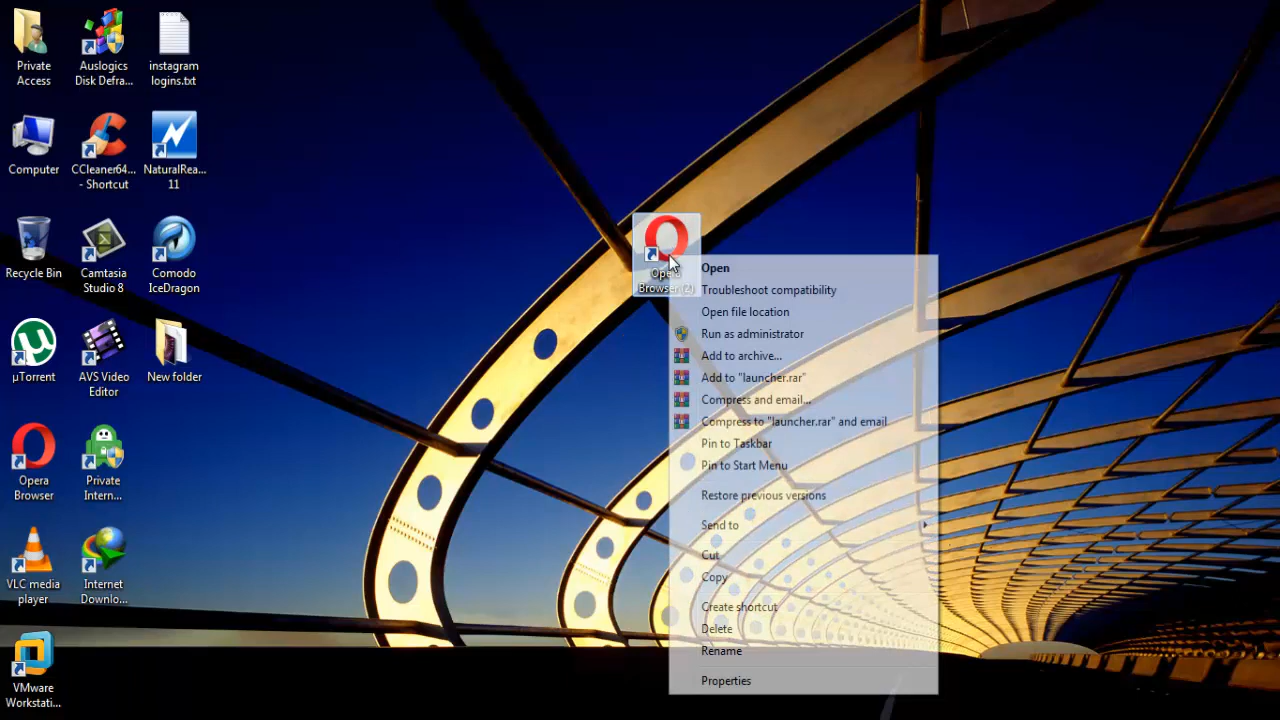 Private
Access
Auslogics
Disk Defra...
instagram
logins.txt
Computer
CCleaner64...
- Shortcut
NaturalRea...
11
Recycle Bin
Camtasia
Studio 8
Comodo
IceDragon
µTorrent
AVS Video
Editor
New folder
Opera
Browser
Private
Intern...
VLC media
player
Internet
Downlo...
VMware
Workstati...
Opera
Browser (2)
Open
Troubleshoot compatibility
Open file location
Run as administrator
Add to archive...
Add to "launcher.rar"
Compress and email...
Compress to "launcher.rar" and email
Pin to Taskbar
Pin to Start Menu
Restore previous versions
Send to
Cut
Copy
Create shortcut
Delete
Rename
Properties